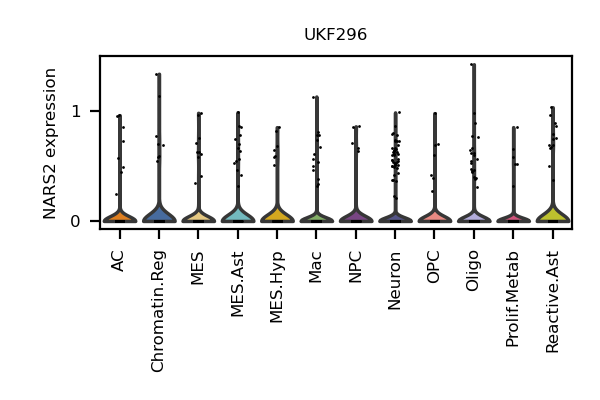 UKF296
NARS2 expression
1
0
AC
Chromatin.Reg
MES
MES.Ast
MES.Hyp
Mac
NPC
Neuron
OPC
Oligo
Prolif.Metab
Reactive.Ast